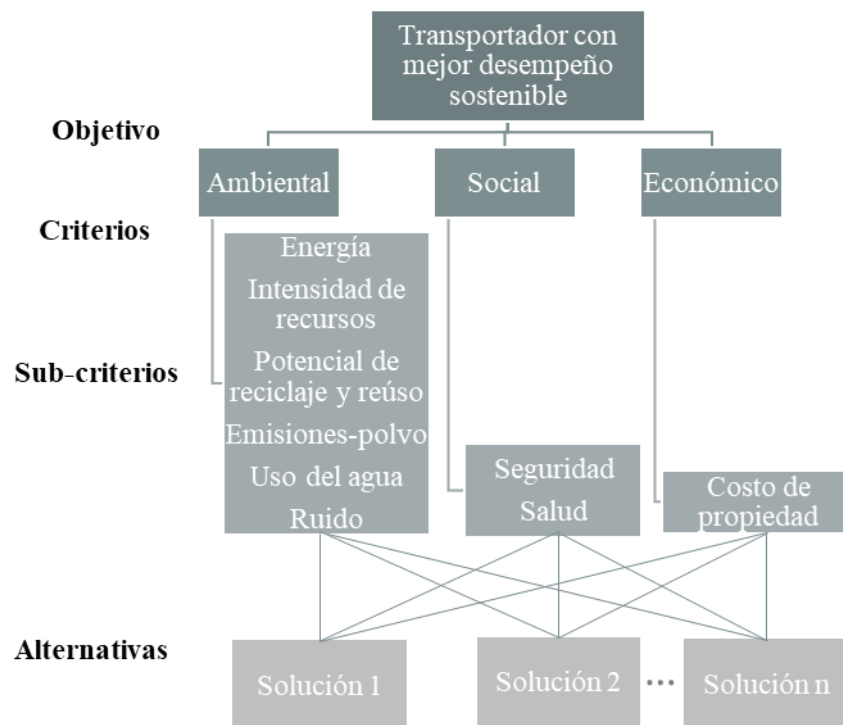 Transportador con
mejor desempeño
sostenible
Objetivo
Ambiental
Social
Económico
Criterios
Energía
Intensidad de
recursos
Potencial de
reciclaje y reúso
Emisiones-polvo
Uso del agua
Ruido
Sub-criterios
Seguridad
Salud
Costo de
propiedad
Alternativas
Solución 1
Solución 2
...
Solución n